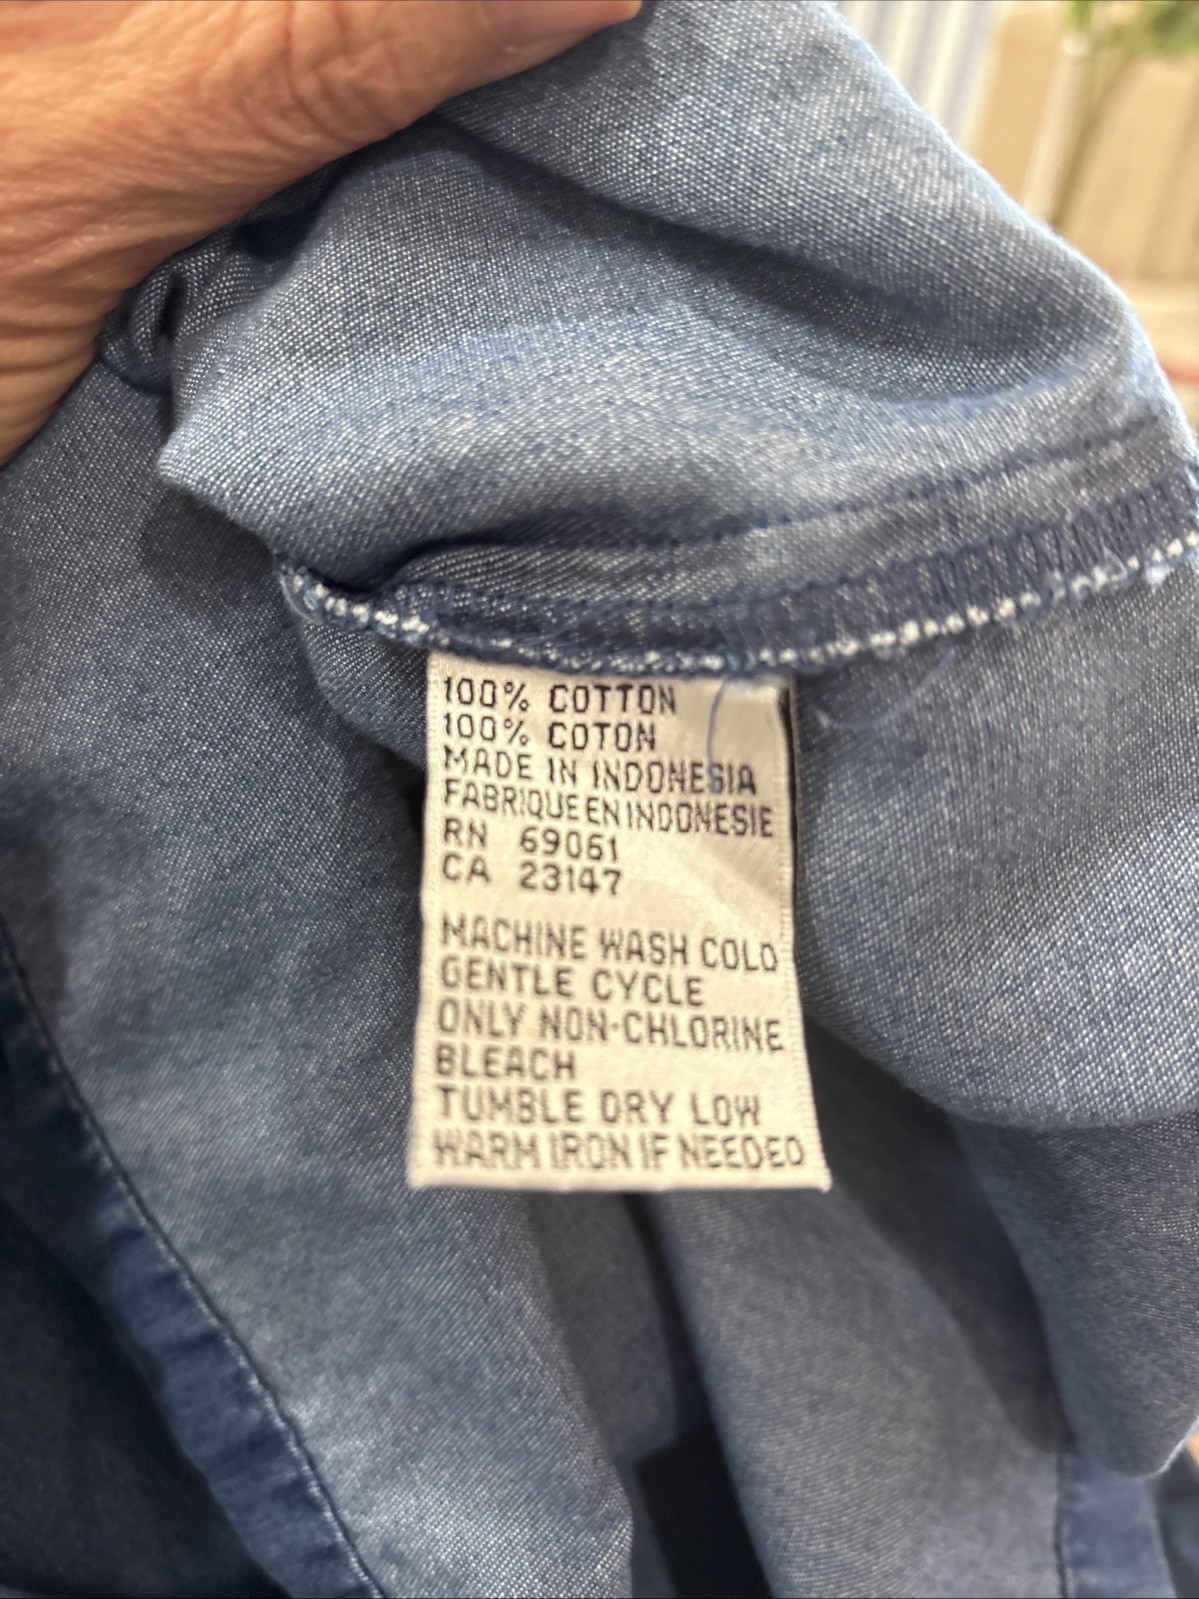 100% COTTON
100% COTON
MADE IN INDONESIA
FABRIQUE EN INDONESIE
RN 69061
CA 23147
MACHINE WASH COLD
GENTLE CYCLE
ONLY NON-CHLORINE
BLEACH
TUMBLE DRY LOW
WARM IRON IF NEEDED